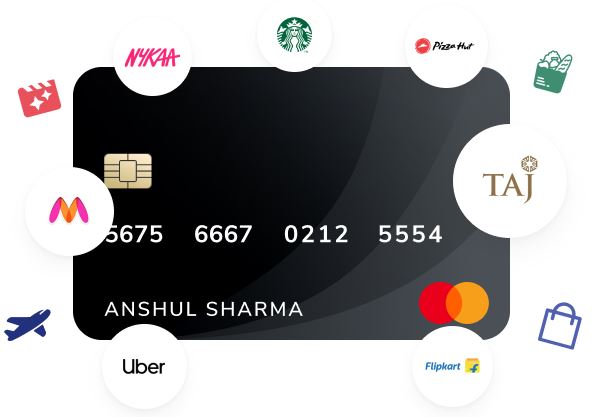 NYKAA
Pizza Hut
TAJ
5675 6667 0212 5554
ANSHUL SHARMA
Uber
Flipkart